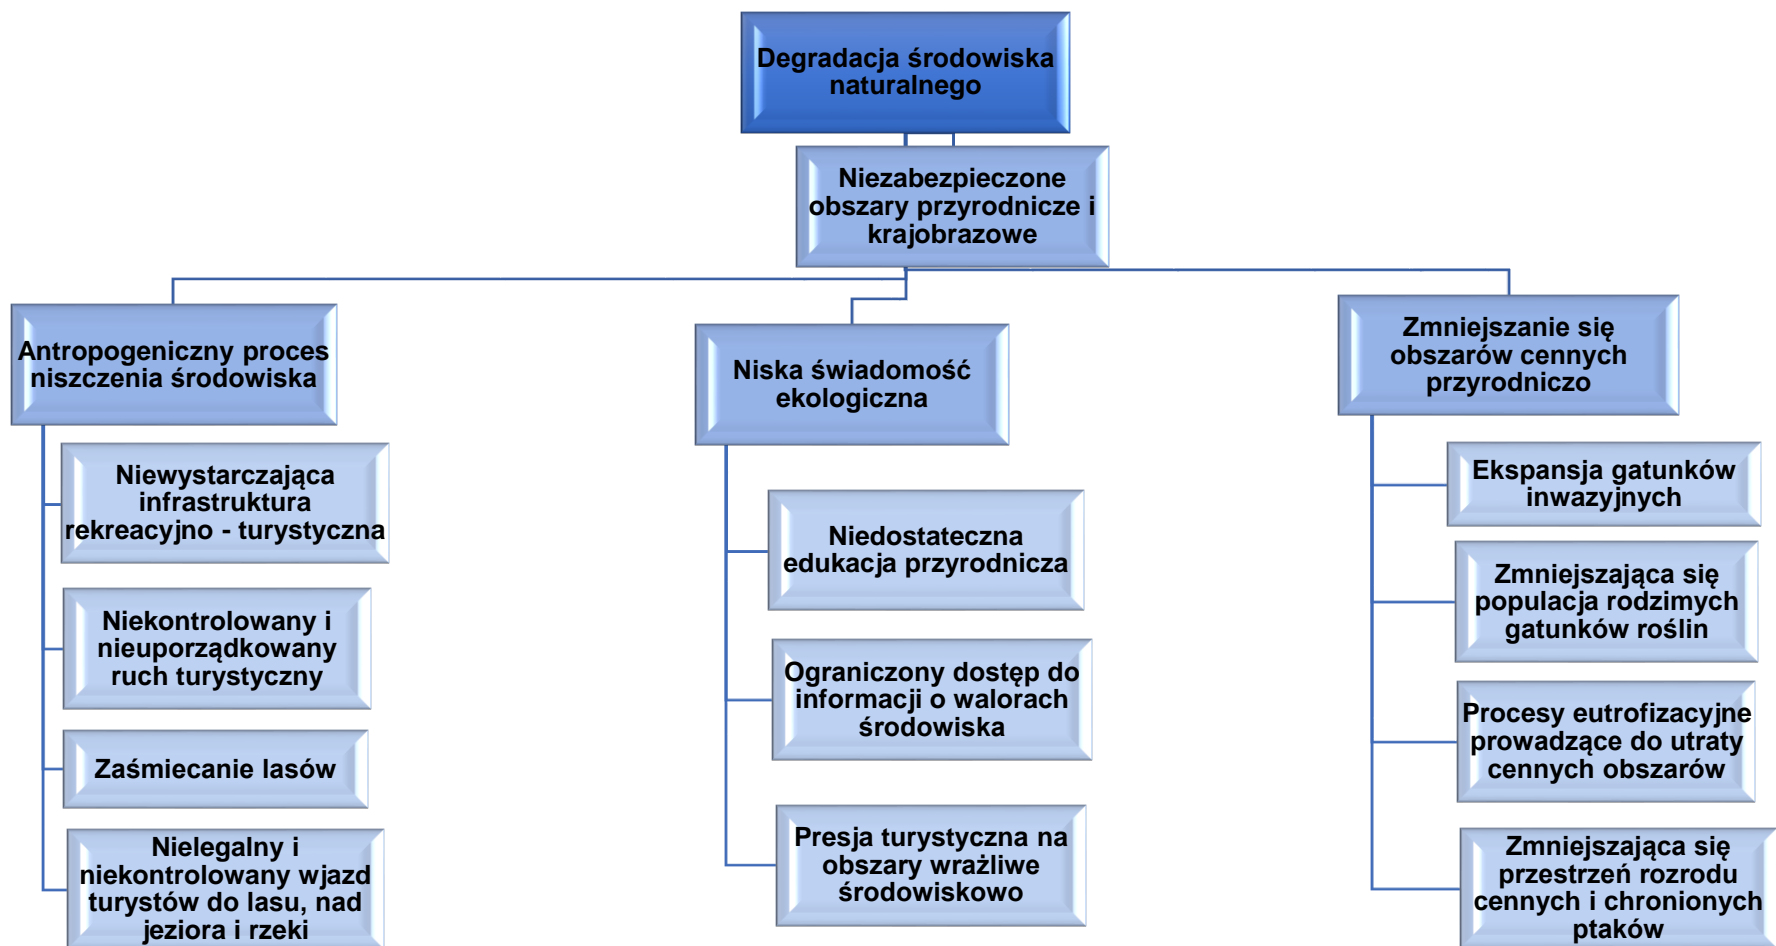 Degradacja środowiska
naturalnego
Niezabezpieczone
obszary przyrodnicze i
krajobrazowe
Antropogeniczny proces
niszczenia środowiska
Niewystarczająca
infrastruktura
rekreacyjno - turystyczna
Niekontrolowany i
nieuporządkowany
ruch turystyczny
Zaśmiecanie lasów
Nielegalny i
niekontrolowany wjazd
turystów do lasu, nad
jeziora i rzeki
Niska świadomość
ekologiczna
Niedostateczna
edukacja przyrodnicza
Ograniczony dostęp do
informacji o walorach
środowiska
Presja turystyczna na
obszary wrażliwe
środowiskowo
Zmniejszanie się
obszarów cennych
przyrodniczo
Ekspansja gatunków
inwazyjnych
Zmniejszająca się
populacja rodzimych
gatunków roślin
Procesy eutrofizacyjne
prowadzące do utraty
cennych obszarów
Zmniejszająca się
przestrzeń rozrodu
cennych i chronionych
ptaków